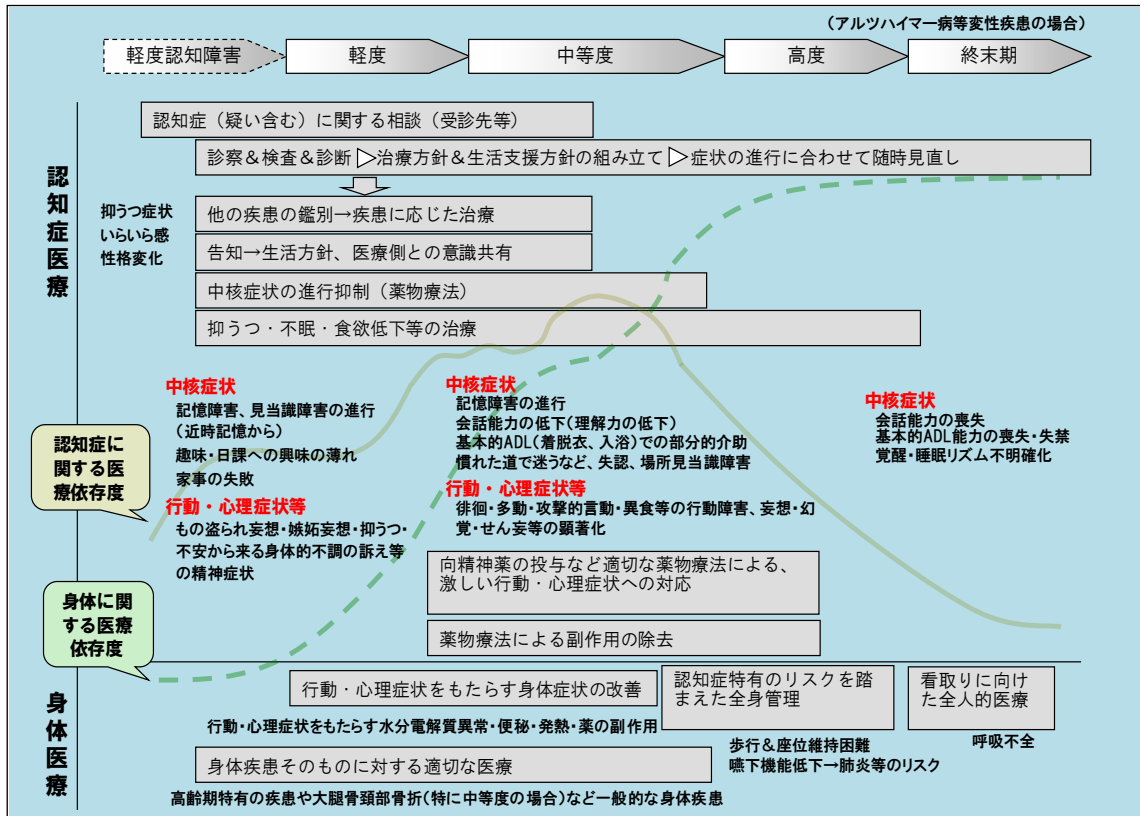 （アルツハイマー病等変性疾患の場合）
軽度認知障害
軽度
中等度
高度
終末期
認知症医療
認知症（疑い含む）に関する相談（受診先等）
診察＆検査＆診断▷治療方針＆生活支援方針の組み立て▷症状の進行に合わせて随時見直し
抑うつ症状
いらいら感
性格変化
他の疾患の鑑別→疾患に応じた治療
告知→生活方針、医療側との意識共有
中核症状の進行抑制（薬物療法）
抑うつ・不眠・食欲低下等の治療
認知症に
関する医
療依存度
中核症状
記憶障害、見当識障害の進行
（近時記憶から）
趣味・日課への興味の薄れ
家事の失敗
行動・心理症状等
もの盗られ妄想・嫉妬妄想・抑うつ・
不安から来る身体的不調の訴え等
の精神症状
中核症状
記憶障害の進行
会話能力の低下(理解力の低下）
基本的ADL(着脱衣、入浴）での部分的介助
慣れた道で迷うなど、失認、場所見当識障害
行動・心理症状等
徘徊・多動・攻撃的言動・異食等の行動障害、妄想・幻
覚・せん妄等の顕著化
中核症状
会話能力の喪失
基本的ADL能力の喪失・失禁
覚醒・睡眠リズム不明確化
向精神薬の投与など適切な薬物療法による、
激しい行動・心理症状への対応
薬物療法による副作用の除去
身体に関
する医療
依存度
身体医療
行動・心理症状をもたらす身体症状の改善
行動・心理症状をもたらす水分電解質異常・便秘・発熱・薬の副作用
認知症特有のリスクを踏
まえた全身管理
歩行＆座位維持困難
嚥下機能低下→肺炎等のリスク
看取りに向け
た全人的医療
呼吸不全
身体疾患そのものに対する適切な医療
高齢期特有の疾患や大腿骨頚部骨折(特に中等度の場合）など一般的な身体疾患